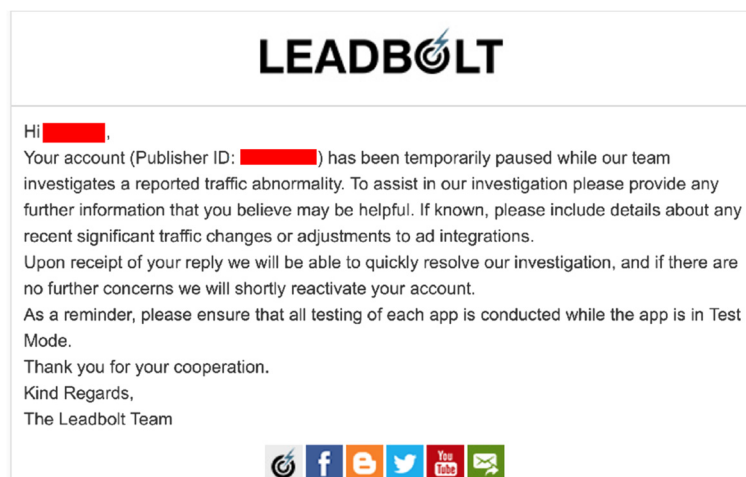 LEADBOLT
Hi ,
Your account (Publisher ID: ) has been temporarily paused while our team
investigates a reported traffic abnormality. To assist in our investigation please provide any
further information that you believe may be helpful. If known, please include details about any
recent significant traffic changes or adjustments to ad integrations.
Upon receipt of your reply we will be able to quickly resolve our investigation, and if there are
no further concerns we will shortly reactivate your account.
As a reminder, please ensure that all testing of each app is conducted while the app is in Test
Mode.
Thank you for your cooperation.
Kind Regards,
The Leadbolt Team
You Tube